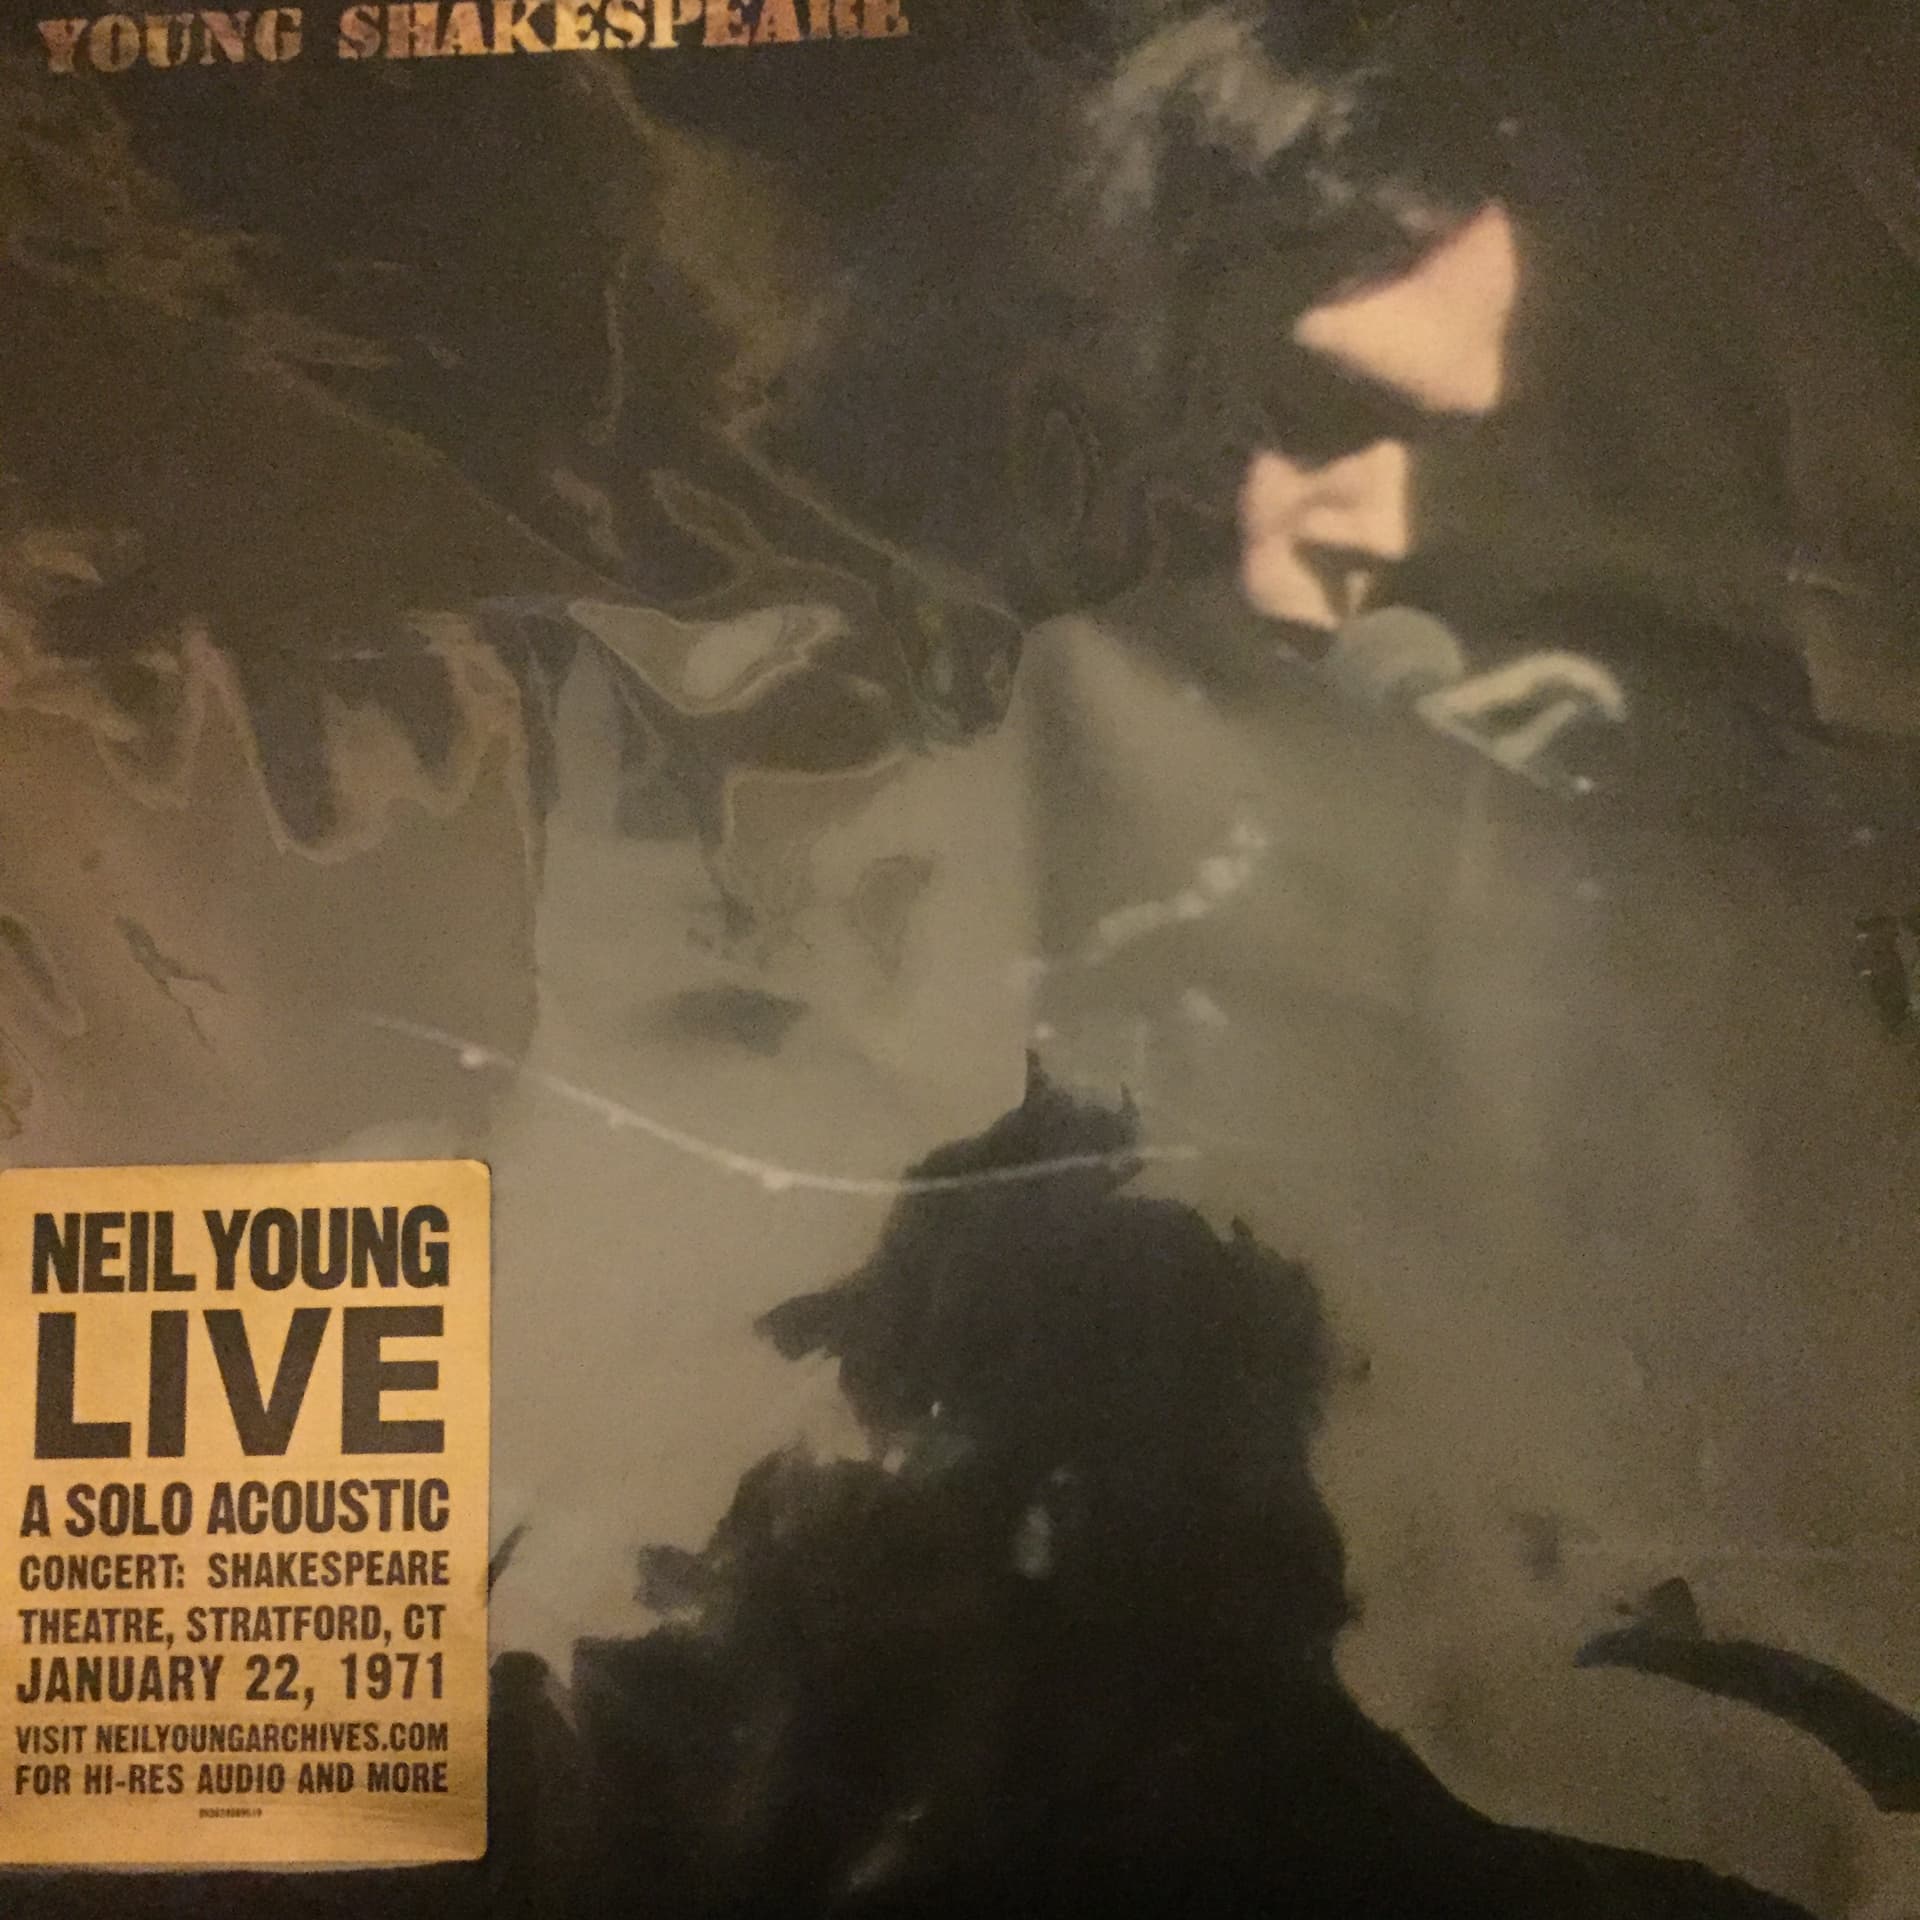 YOUNG SHAKESPEARE
NEIL YOUNG
LIVE
A SOLO ACOUSTIC
CONCERT: SHAKESPEARE
THEATRE, STRATFORD, CT
JANUARY 22, 1971
VISIT NEILYOUNGARCHIVES.COM
FOR HI-RES AUDIO AND MORE